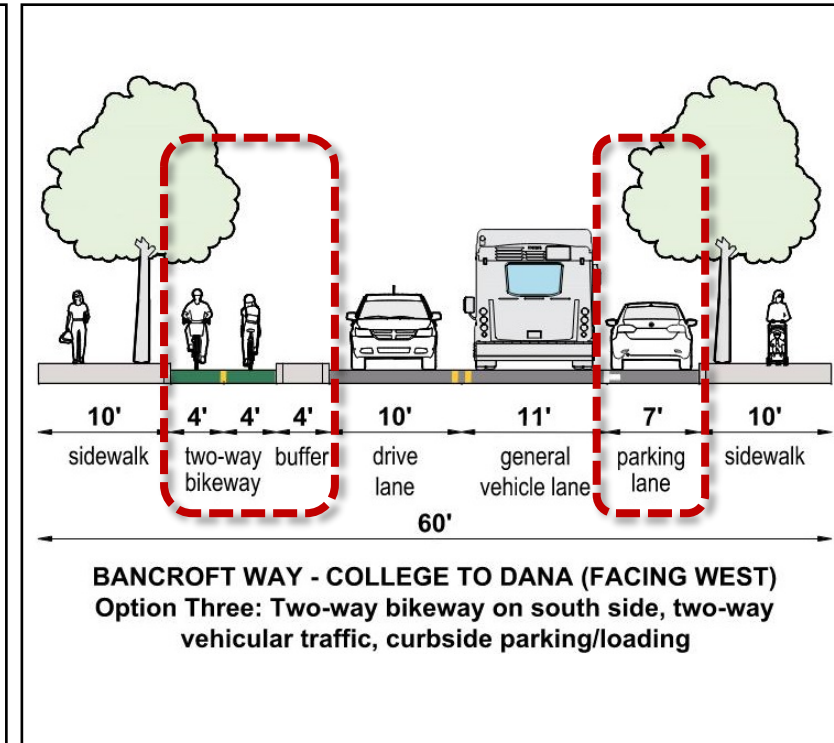 10' 4' 4' 4' 10' 11' 7' 10'
sidewalk two-way bikeway buffer drive lane general vehicle lane parking lane sidewalk
60'
BANCROFT WAY - COLLEGE TO DANA (FACING WEST)
Option Three: Two-way bikeway on south side, two-way
vehicular traffic, curbside parking/loading